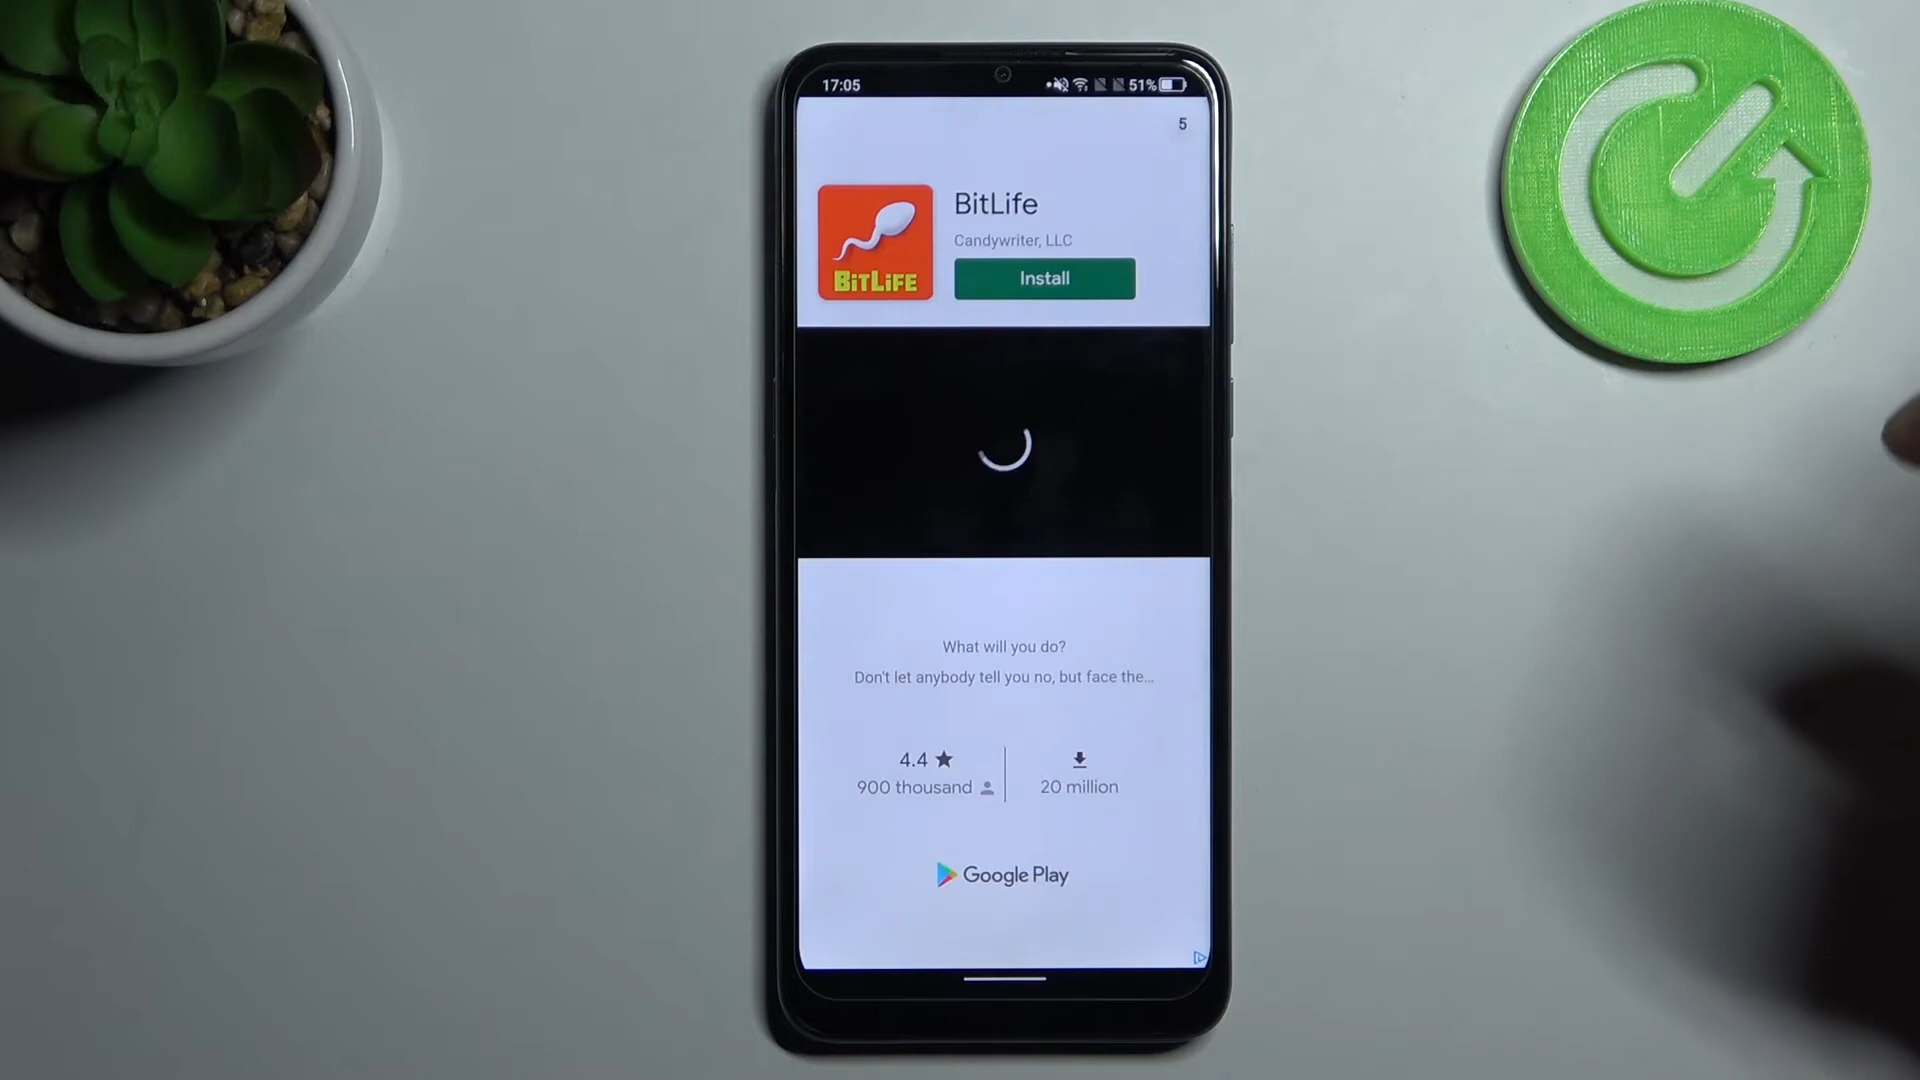 17:05
51%
5
BitLife
Candywriter, LLC
BITLIFE
Install
What will you do?
Don't let anybody tell you no, but face the...
4.4
900 thousand
20 million
Google Play